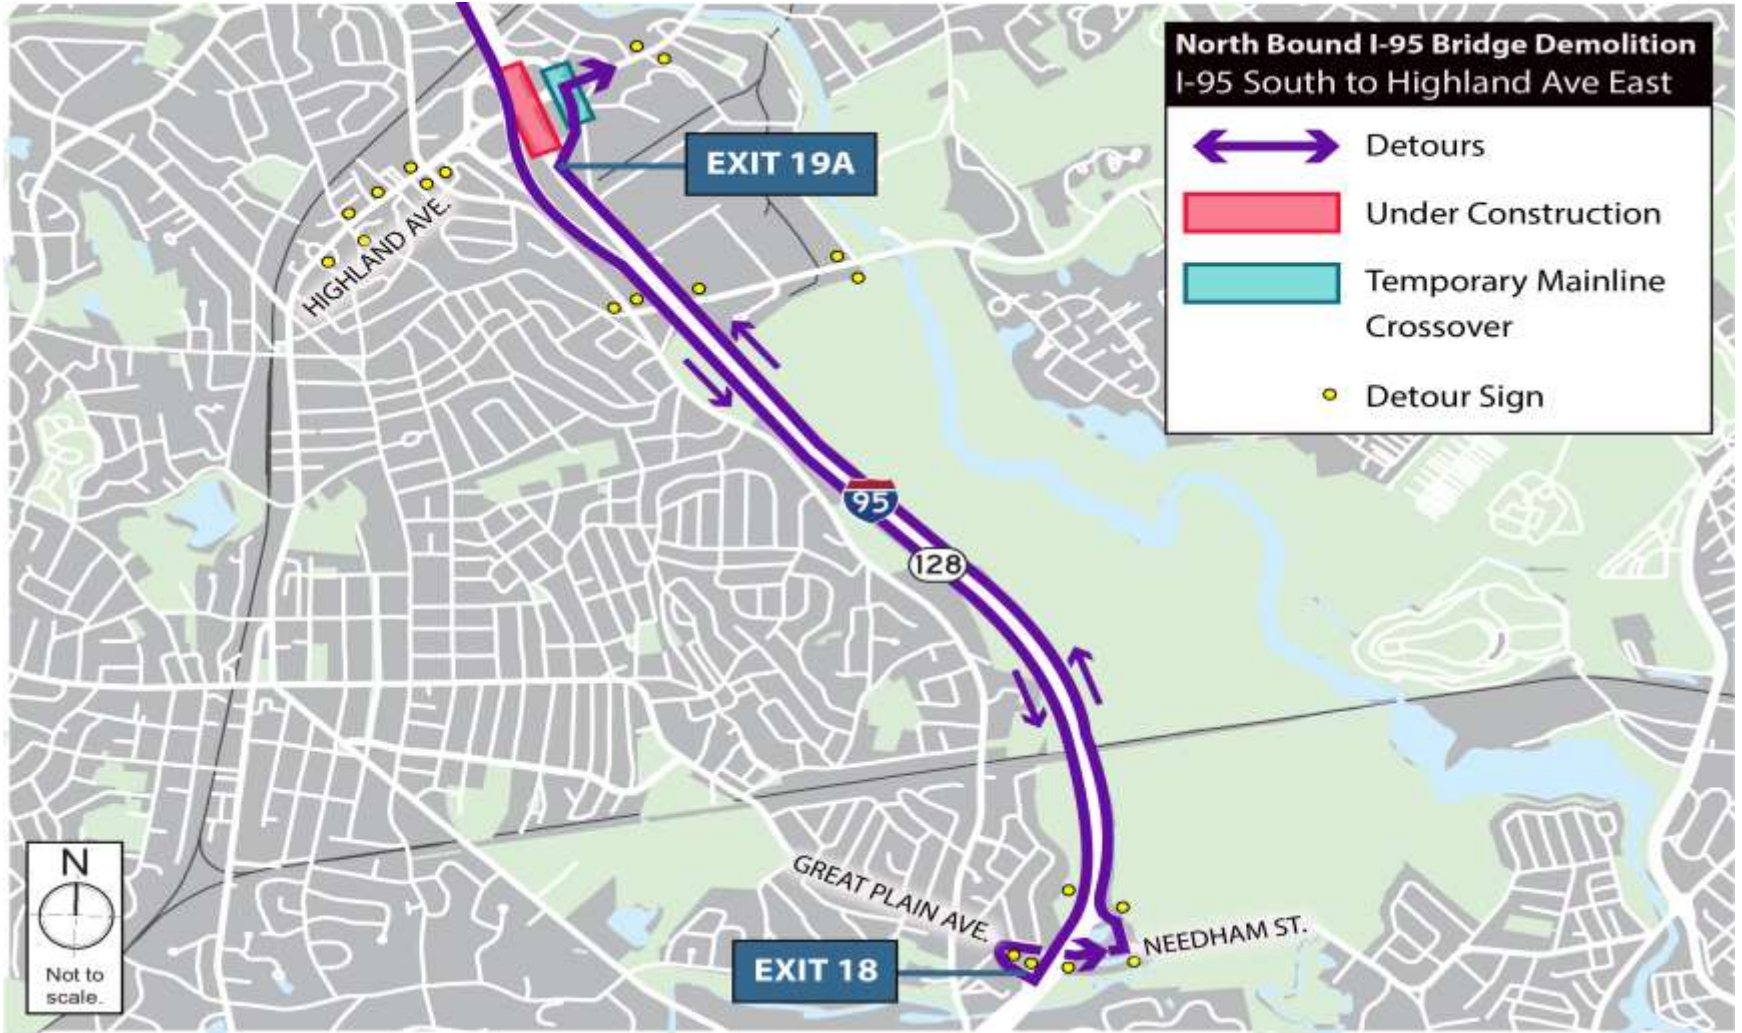 North Bound I-95 Bridge Demolition
I-95 South to Highland Ave East
Detours
Under Construction
Temporary Mainline
Crossover
Detour Sign
EXIT 19A
HIGHLAND AVE.
95
128
GREAT PLAIN AVE.
NEEDHAM ST.
EXIT 18
N
Not to
scale.